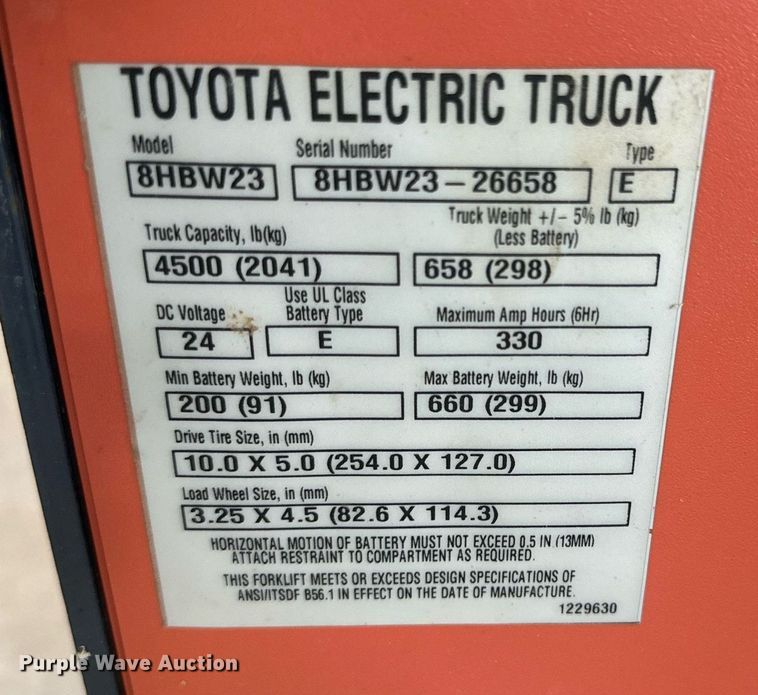 TOYOTA ELECTRIC TRUCK
Model Serial Number Type
8HBW23 8HBW23-26658 E
Truck Capacity, lb(kg) Truck Weight +/- 5% lb (kg)
(Less Battery)
4500 (2041) 658 (298)
DC Voltage Use UL Class
Battery Type Maximum Amp Hours (6Hr)
24 E 330
Min Battery Weight, lb (kg) Max Battery Weight, lb (kg)
200 (91) 660 (299)
Drive Tire Size, in (mm)
10.0 X 5.0 (254.0 X 127.0)
Load Wheel Size, in (mm)
3.25 X 4.5 (82.6 X 114.3)
HORIZONTAL MOTION OF BATTERY MUST NOT EXCEED 0.5 IN (13MM)
ATTACH RESTRAINT TO COMPARTMENT AS REQUIRED.
THIS FORKLIFT MEETS OR EXCEEDS DESIGN SPECIFICATIONS OF
ANSI/ITSDF B56.1 IN EFFECT ON THE DATE OF MANUFACTURE.
1229630
Purple Wave Auction